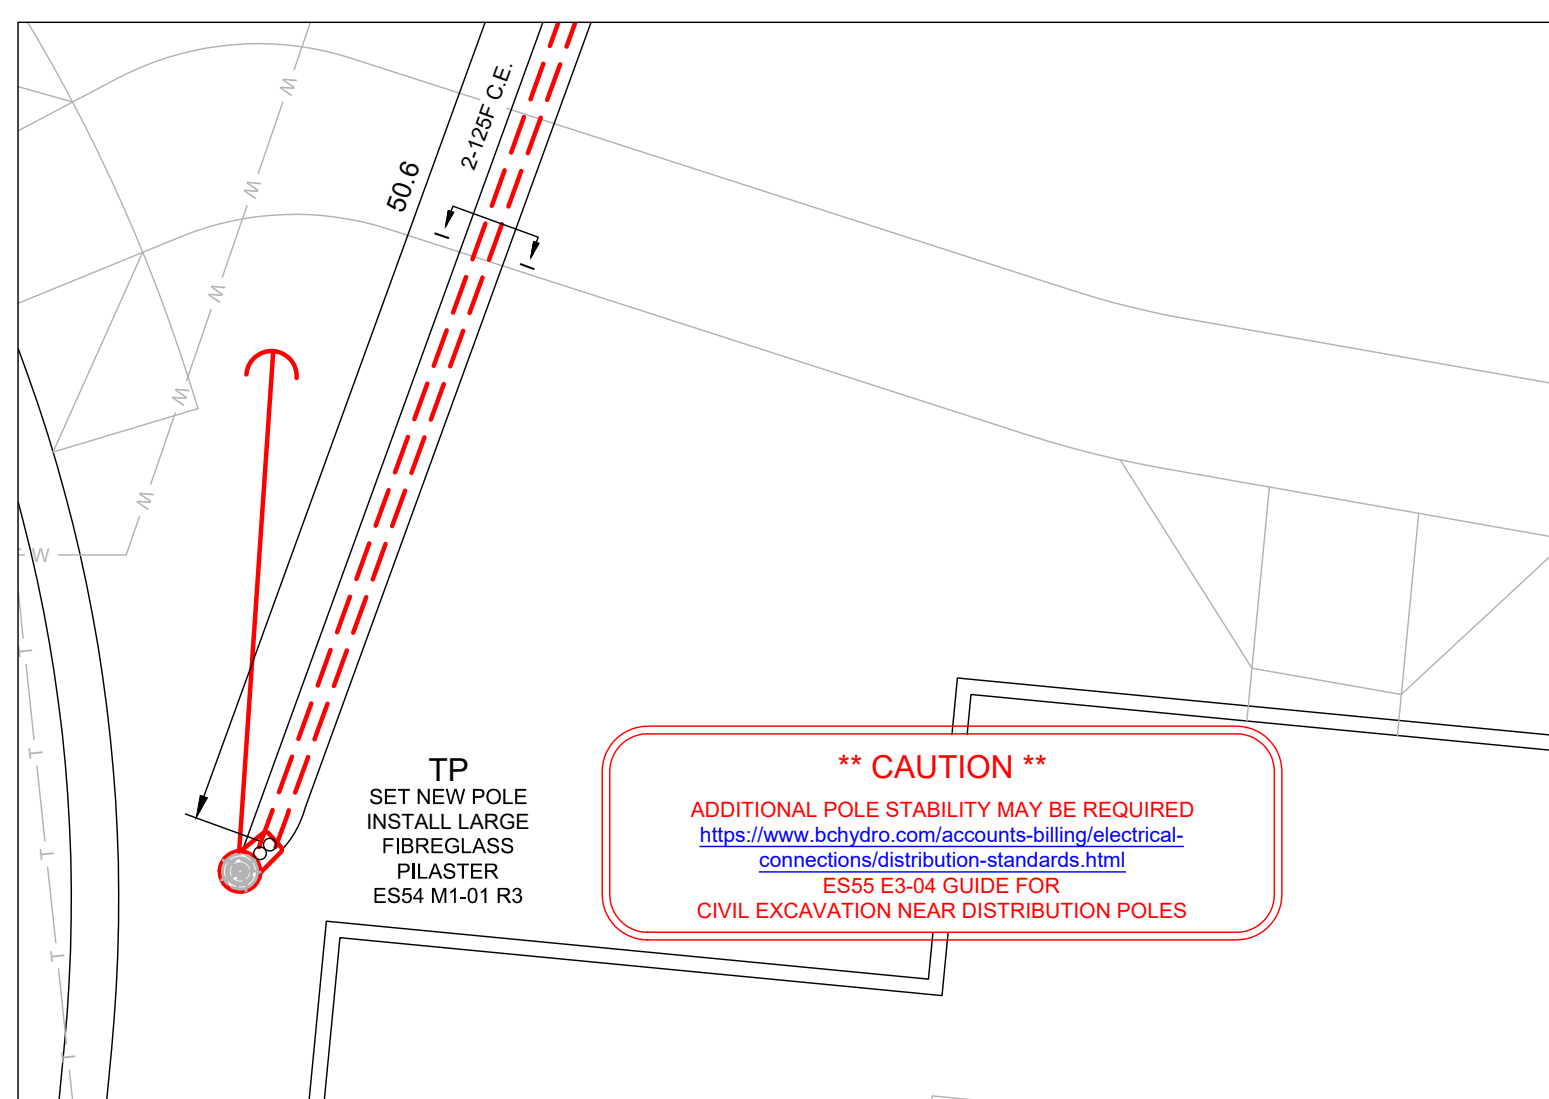 W
2-125F C.E.
50.6
W
I
I
W
W
W
W
T
T
T
T
T
TP
SET NEW POLE
INSTALL LARGE
FIBREGLASS
PILASTER
ES54 M1-01 R3
** CAUTION **
ADDITIONAL POLE STABILITY MAY BE REQUIRED
https://www.bchydro.com/accounts-billing/electrical-
connections/distribution-standards.html
ES55 E3-04 GUIDE FOR
CIVIL EXCAVATION NEAR DISTRIBUTION POLES